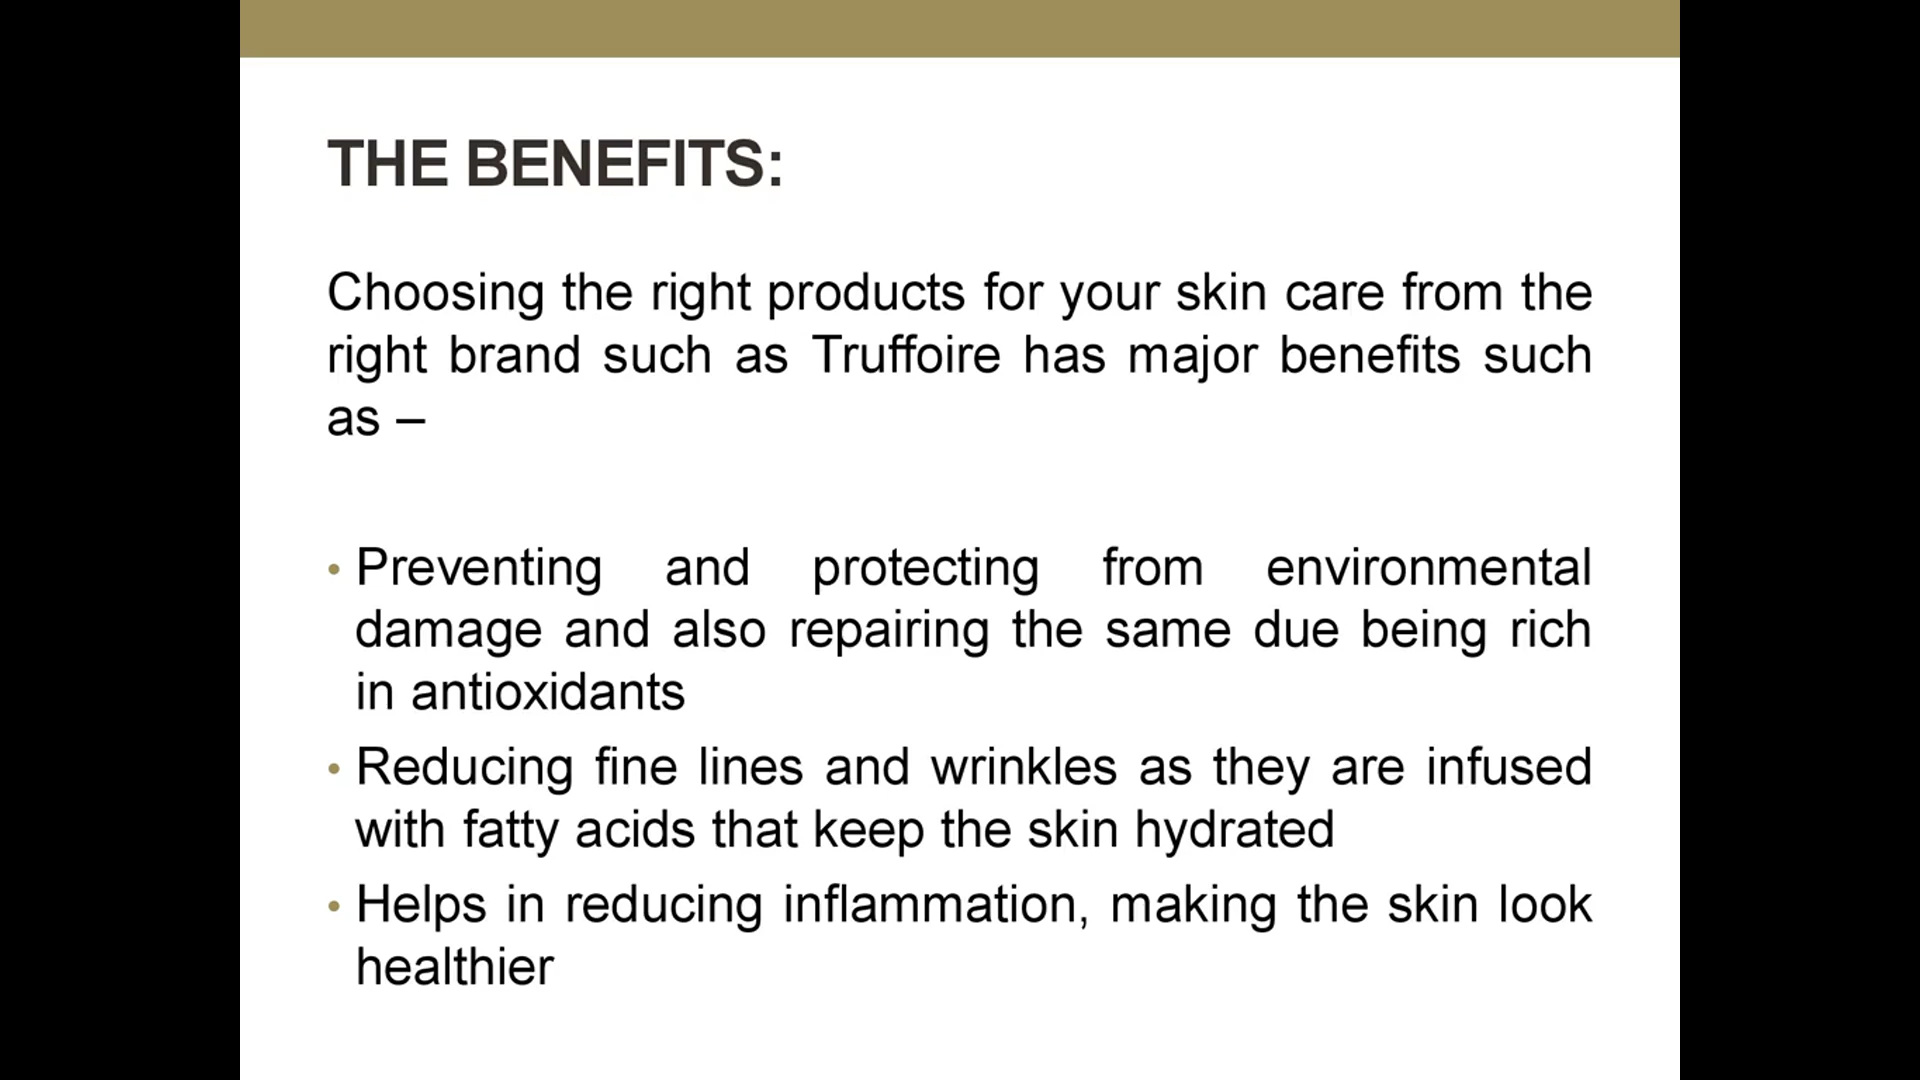 THE BENEFITS:
Choosing the right products for your skin care from the
right brand such as Truffoire has major benefits such
as –
• Preventing and protecting from environmental
damage and also repairing the same due being rich
in antioxidants
• Reducing fine lines and wrinkles as they are infused
with fatty acids that keep the skin hydrated
• Helps in reducing inflammation, making the skin look
healthier